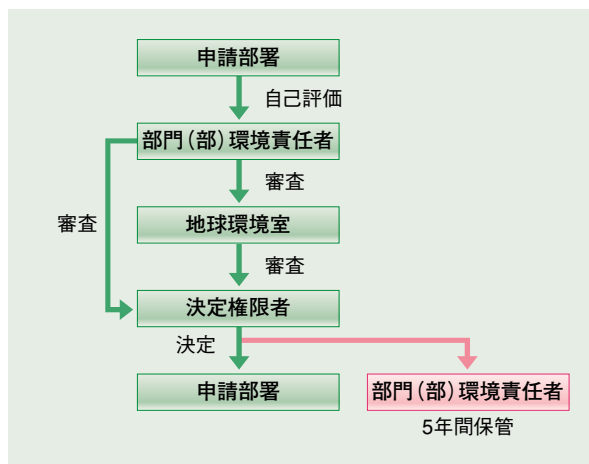 申請部署
自己評価
部門（部）環境責任者
審査
審査
地球環境室
審査
決定権限者
決定
申請部署
部門（部）環境責任者
5年間保管